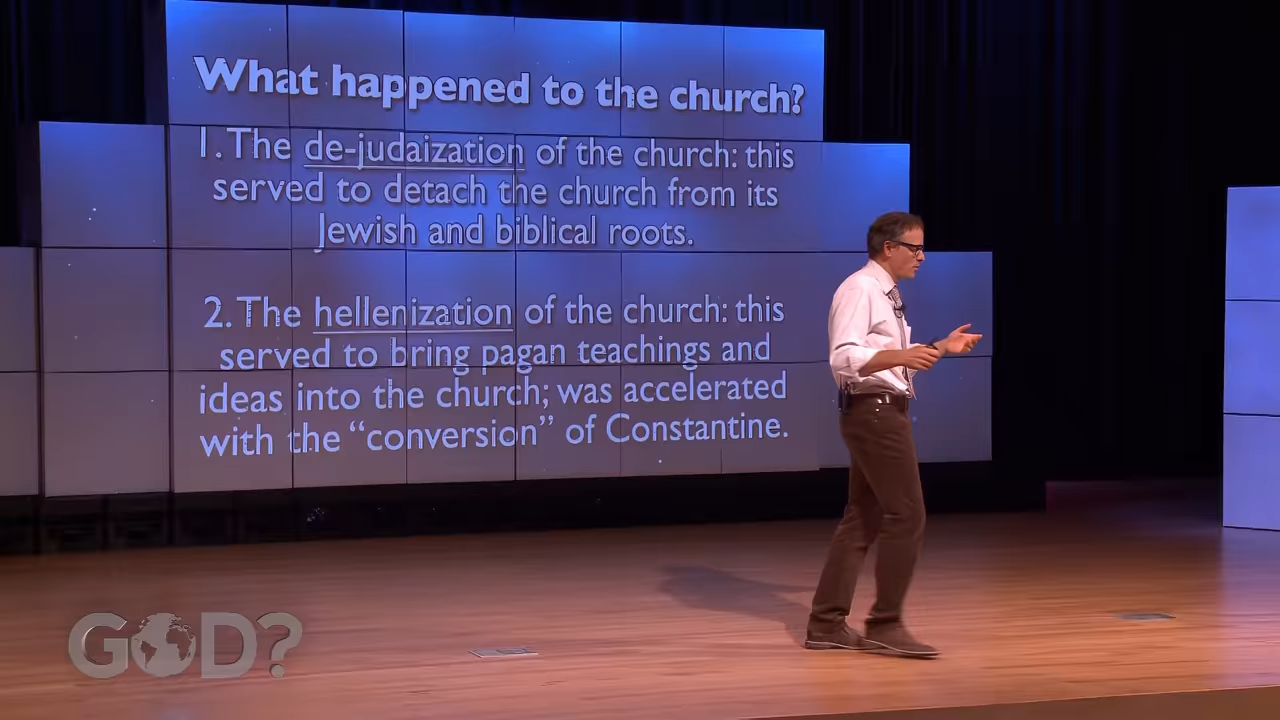 What happened to the church?
1. The de-judaization of the church: this
served to detach the church from its
Jewish and biblical roots.
2. The hellenization of the church: this
served to bring pagan teachings and
ideas into the church; was accelerated
with the “conversion” of Constantine.
GOD?